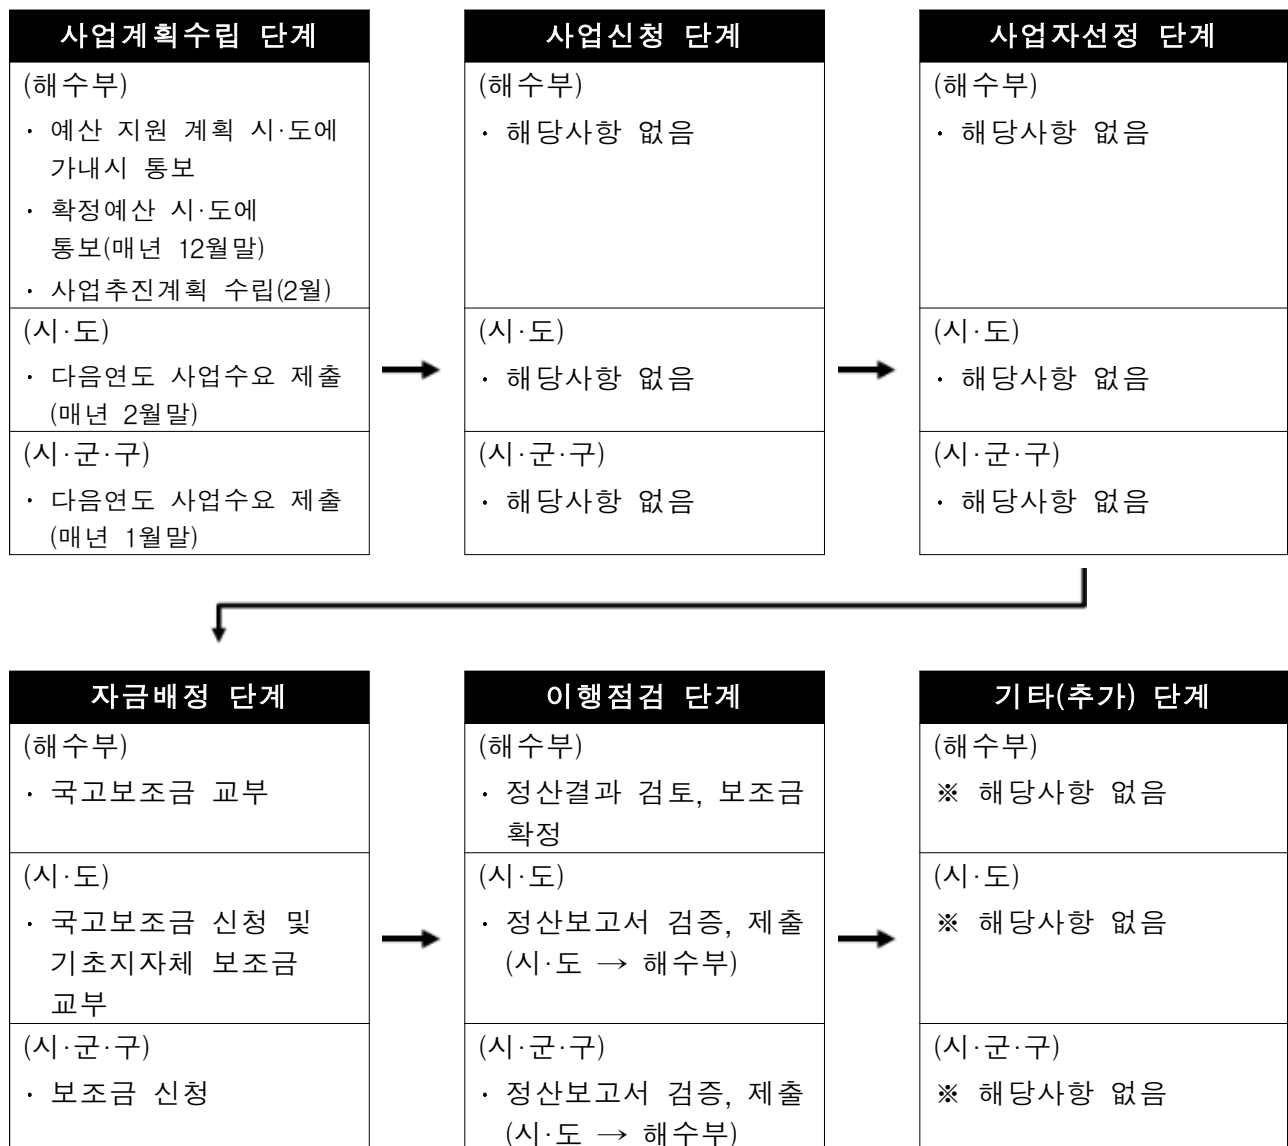 사업계획수립 단계
(해수부)
· 예산 지원 계획 시·도에
가내시 통보
· 확정예산 시·도에
통보(매년 12월말)
· 사업추진계획 수립(2월)
(시·도)
· 다음연도 사업수요 제출
(매년 2월말)
(시·군·구)
· 다음연도 사업수요 제출
(매년 1월말)
사업신청 단계
(해수부)
· 해당사항 없음
(시·도)
· 해당사항 없음
(시·군·구)
· 해당사항 없음
사업자선정 단계
(해수부)
· 해당사항 없음
(시·도)
· 해당사항 없음
(시·군·구)
· 해당사항 없음
자금배정 단계
(해수부)
· 국고보조금 교부
(시·도)
· 국고보조금 신청 및
기초지자체 보조금
교부
(시·군·구)
· 보조금 신청
이행점검 단계
(해수부)
· 정산결과 검토, 보조금
확정
(시·도)
· 정산보고서 검증, 제출
(시·도 → 해수부)
(시·군·구)
· 정산보고서 검증, 제출
(시·도 → 해수부)
기타(추가) 단계
(해수부)
※ 해당사항 없음
(시·도)
※ 해당사항 없음
(시·군·구)
※ 해당사항 없음